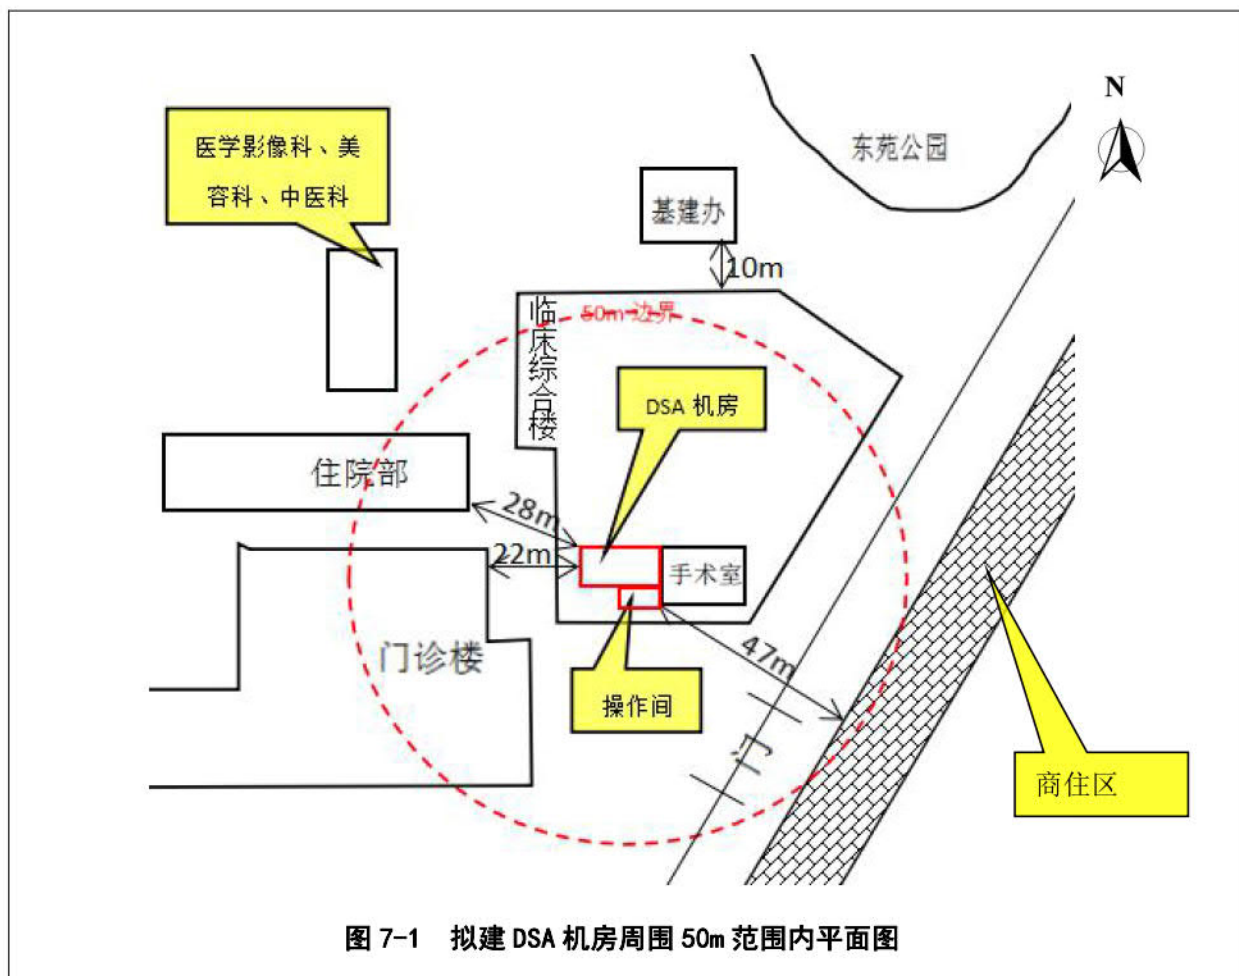 N
医学影像科、美
容科、中医科
东苑公园
基建办
10m
50m 边界
临床综合楼
DSA 机房
住院部
28m
22m
手术室
门诊楼
47m
操作间
门
商住区
图 7-1 拟建 DSA 机房周围 50m 范围内平面图